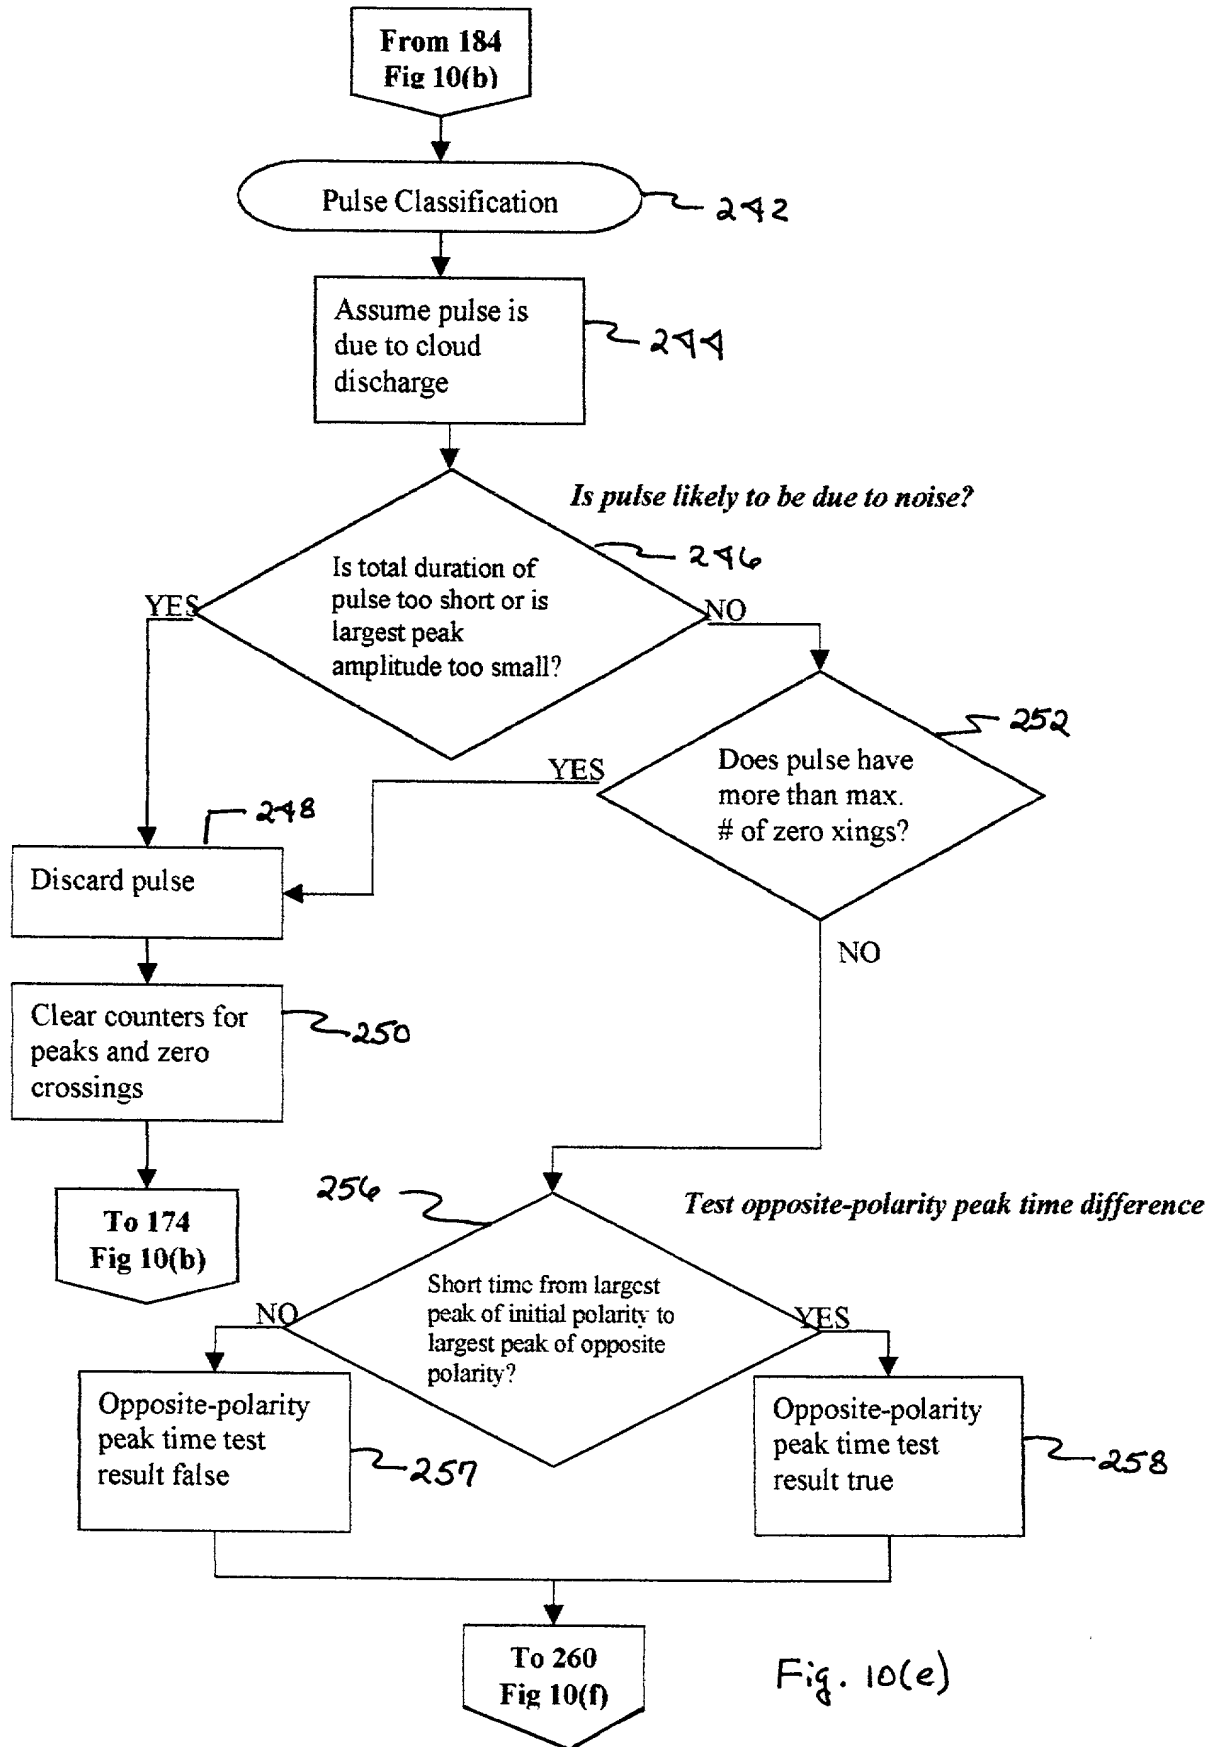 From 184
Fig 10(b)
Pulse Classification
242
Assume pulse is
due to cloud
discharge
244
Is pulse likely to be due to noise?
246
Is total duration of
pulse too short or is
largest peak
amplitude too small?
YES
NO
252
Does pulse have
more than max.
# of zero xings?
YES
248
Discard pulse
NO
Clear counters for
peaks and zero
crossings
250
To 174
Fig 10(b)
256
Test opposite-polarity peak time difference
Short time from largest
peak of initial polarity to
largest peak of opposite
polarity?
NO
YES
Opposite-polarity
peak time test
result false
257
Opposite-polarity
peak time test
result true
258
To 260
Fig 10(f)
Fig. 10(e)